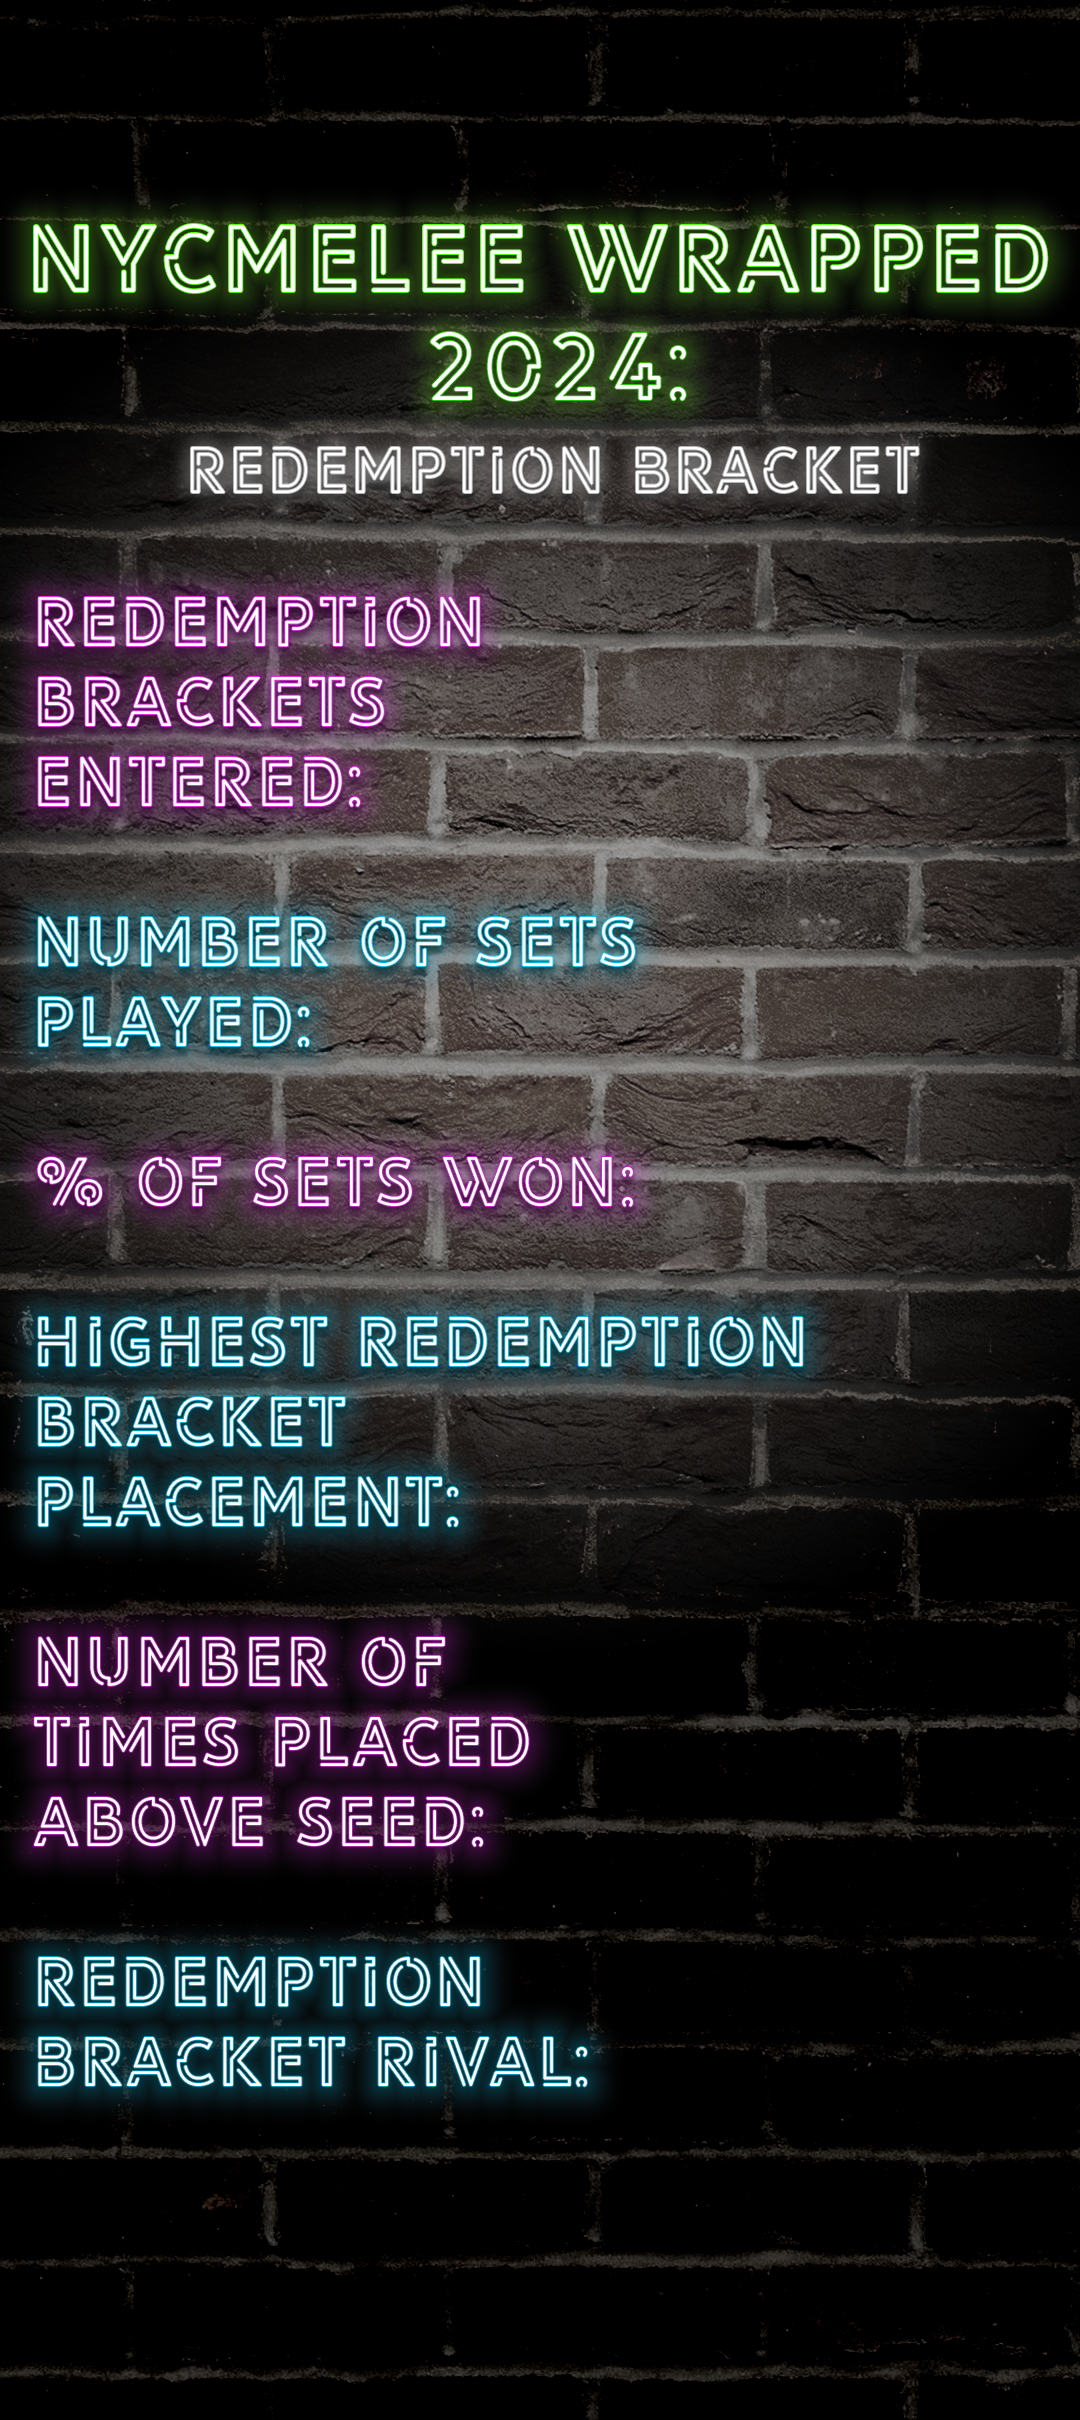 NYCMELEE WRAPPED
2024:
REDEMPTION BRACKET
REDEMPTION
BRACKETS
ENTERED:
NUMBER OF SETS
PLAYED:
% OF SETS WON:
HIGHEST REDEMPTION
BRACKET
PLACEMENT:
NUMBER OF
TIMES PLACED
ABOVE SEED:
REDEMPTION
BRACKET RIVAL: